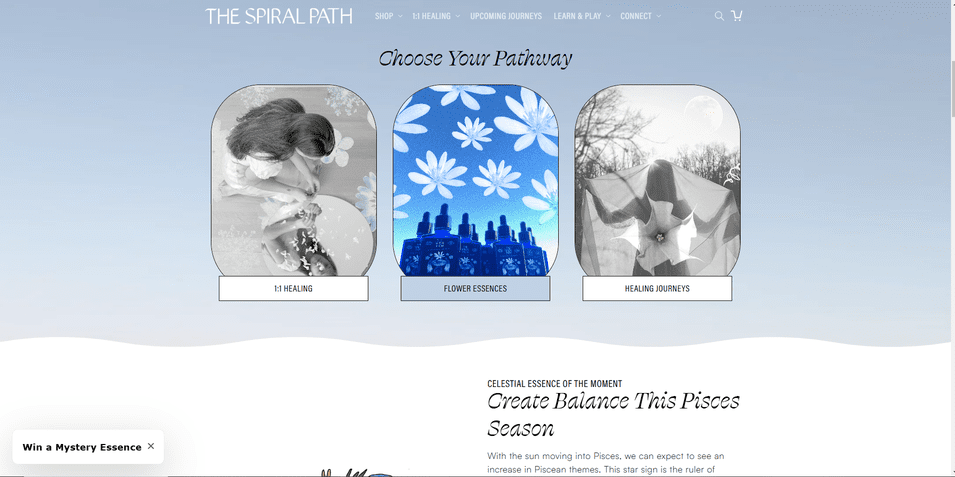 THE SPIRAL PATH
SHOP
1:1 HEALING
UPCOMING JOURNEYS
LEARN & PLAY
CONNECT
Choose Your Pathway
1:1 HEALING
FLOWER ESSENCES
HEALING JOURNEYS
CELESTIAL ESSENCE OF THE MOMENT
Create Balance This Pisces
Season
With the sun moving into Pisces, we can expect to see an
increase in Piscean themes. This star sign is the ruler of
Win a Mystery Essence